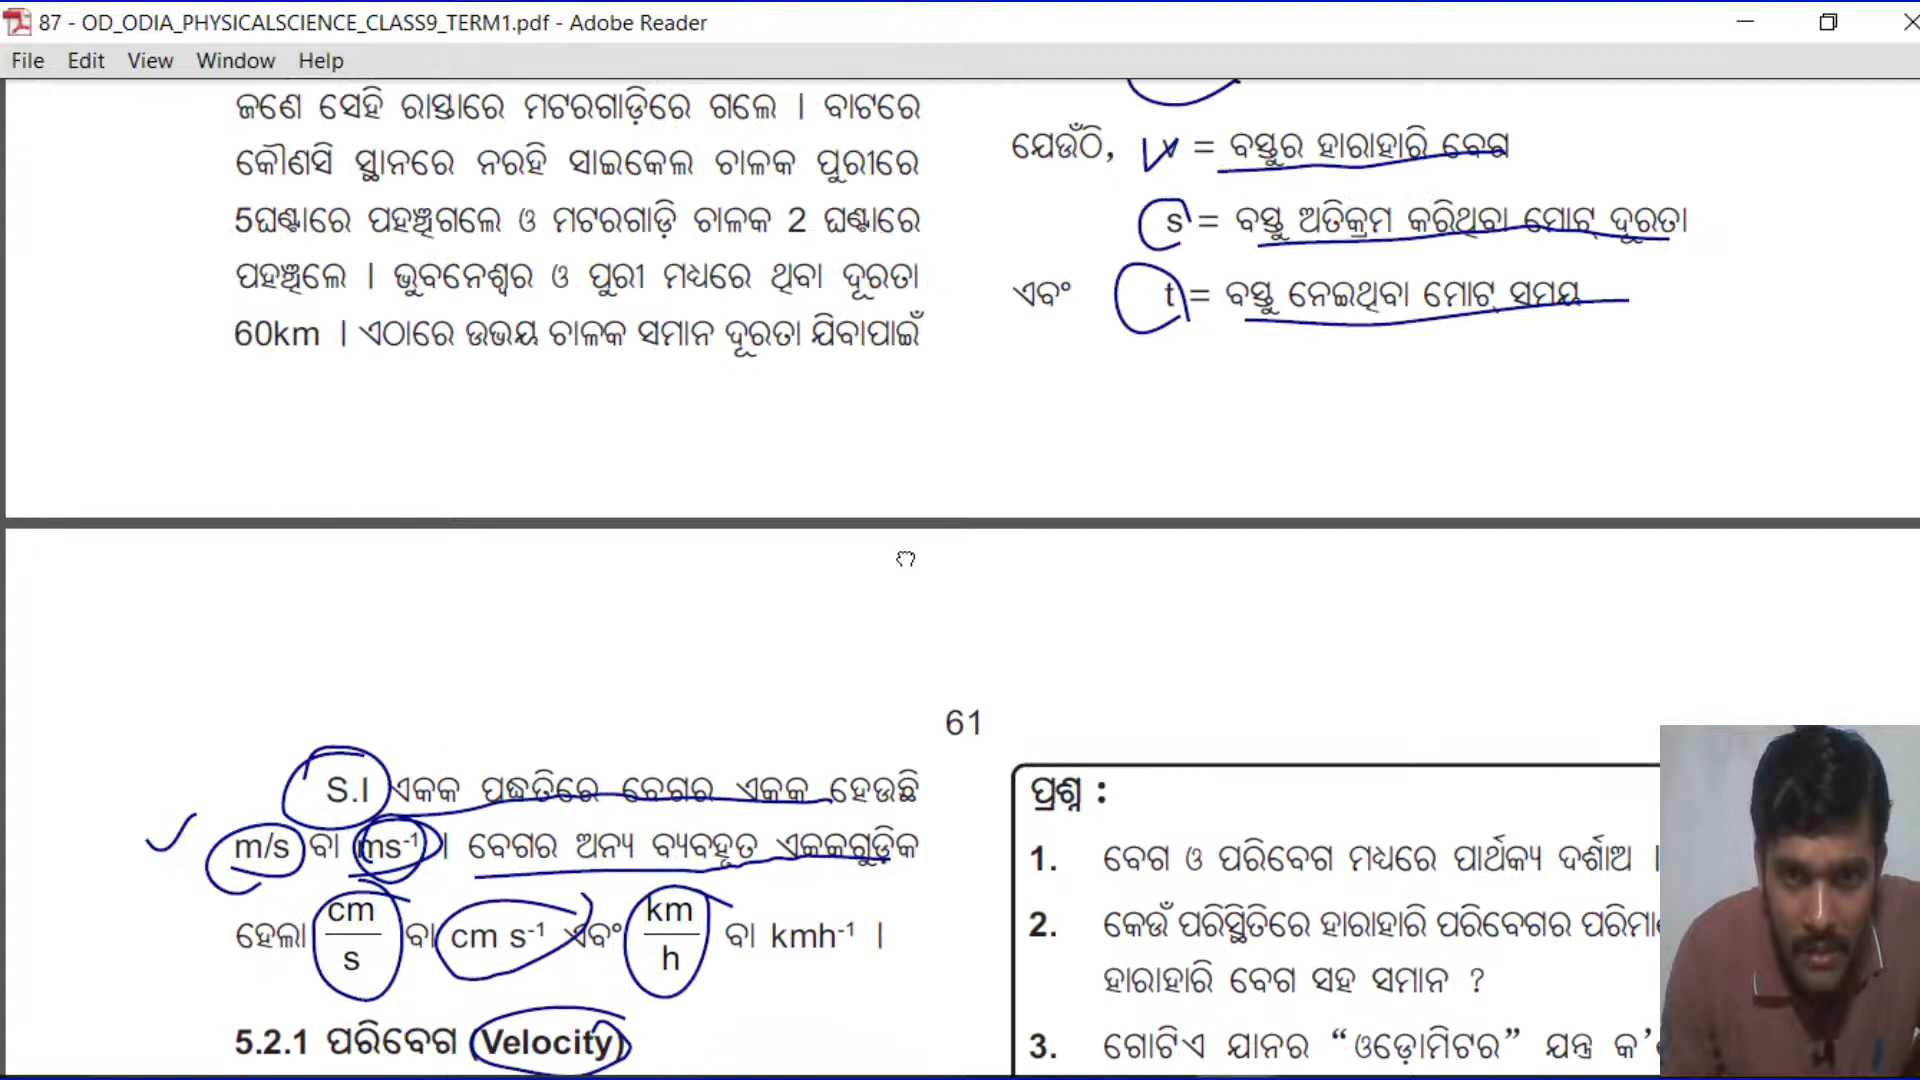 87 - OD_ODIA_PHYSICALSCIENCE_CLASS9_TERM1.pdf - Adobe Reader
File Edit View Window Help
ଜଣେ ସେହି ରାସ୍ତାରେ ମଟରଗାଡ଼ିରେ ଗଲେ । ବାଟରେ
କୌଣସି ସ୍ଥାନରେ ନରହି ସାଇକେଲ ଚାଳକ ପୁରୀରେ
5ଘଣ୍ଟାରେ ପହଞ୍ଚିଗଲେ ଓ ମଟରଗାଡ଼ି ଚାଳକ 2 ଘଣ୍ଟାରେ
ପହଞ୍ଚିଲେ । ଭୁବନେଶ୍ୱର ଓ ପୁରୀ ମଧ୍ୟରେ ଥିବା ଦୂରତା
60km । ଏଠାରେ ଉଭୟ ଚାଳକ ସମାନ ଦୂରତା ଯିବାପାଇଁ
ଯେଉଁଠି, v = ବସ୍ତୁର ହାରାହାରି ବେଗ
s = ବସ୍ତୁ ଅତିକ୍ରମ କରିଥିବା ମୋଟ୍ ଦୂରତା
ଏବଂ t = ବସ୍ତୁ ନେଇଥିବା ମୋଟ୍ ସମୟ
61
S.I ଏକକ ପଦ୍ଧତିରେ ବେଗର ଏକକ ହେଉଛି
m/s ବା ms⁻¹ । ବେଗର ଅନ୍ୟ ବ୍ୟବହୃତ ଏକକଗୁଡ଼ିକ
ହେଲା cm/s ବା cm s⁻¹ ଏବଂ km/h ବା kmh⁻¹ ।
5.2.1 ପରିବେଗ (Velocity)
ପ୍ରଶ୍ନ :
1. ବେଗ ଓ ପରିବେଗ ମଧ୍ୟରେ ପାର୍ଥକ୍ୟ ଦର୍ଶାଅ ।
2. କେଉଁ ପରିସ୍ଥିତିରେ ହାରାହାରି ପରିବେଗର
ହାରାହାରି ବେଗ ସହ ସମାନ ?
3. ଗୋଟିଏ ଯାନର “ଓଡ଼ୋମିଟର” ଯନ୍ତ୍ର